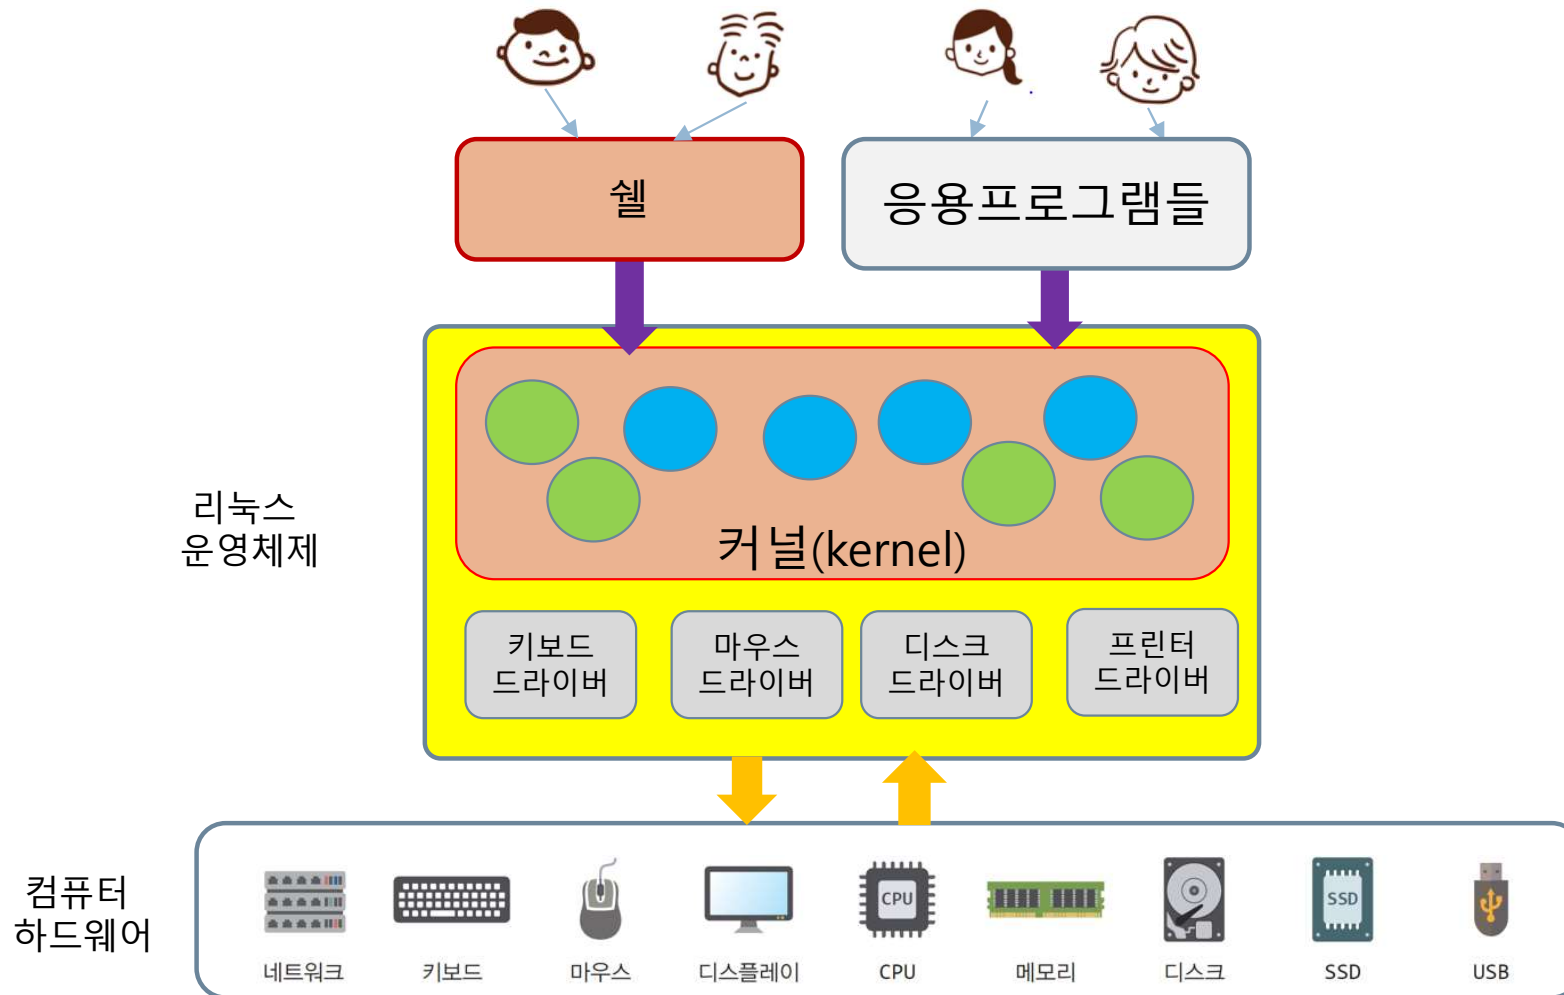 쉘
응용프로그램들
리눅스
운영체제
커널(kernel)
키보드
드라이버
마우스
드라이버
디스크
드라이버
프린터
드라이버
컴퓨터
하드웨어
CPU
SSD
네트워크
키보드
마우스
디스플레이
CPU
메모리
디스크
SSD
USB